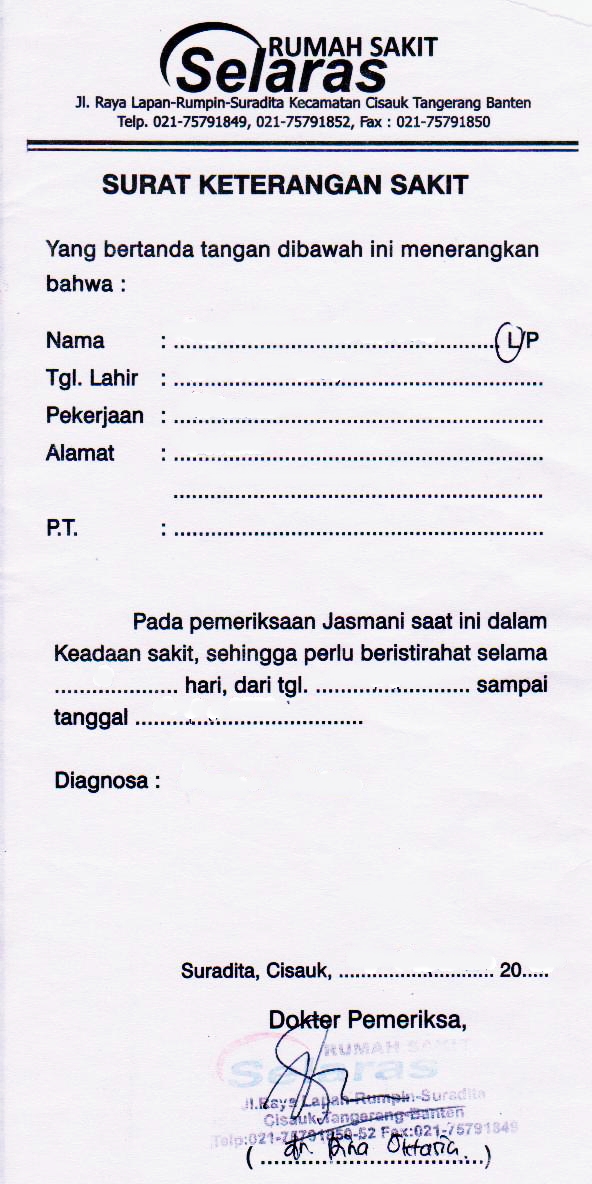 RUMAH SAKIT
Selaras
Jl. Raya Lapan-Rumpin-Suradita Kecamatan Cisauk Tangerang Banten
Telp. 021-75791849, 021-75791852, Fax : 021-75791850
SURAT KETERANGAN SAKIT
Yang bertanda tangan dibawah ini menerangkan
bahwa :
Nama : ...................................................... L/P
Tgl. Lahir : .............................................................
Pekerjaan : .............................................................
Alamat : .............................................................
.............................................................
P.T. : .............................................................
Pada pemeriksaan Jasmani saat ini dalam
Keadaan sakit, sehingga perlu beristirahat selama
.................... hari, dari tgl. ......................... sampai
tanggal .....................................
Diagnosa :
Suradita, Cisauk, ........................... 20.....
Dokter Pemeriksa,
RUMAH SAKIT
Selaras
Jl.Raya Lapan-Rumpin-Suradita
Cisauk-Tangerang-Banten
Telp:021-75791850-52 Fax:021-75791849
(dr. Oktaria)